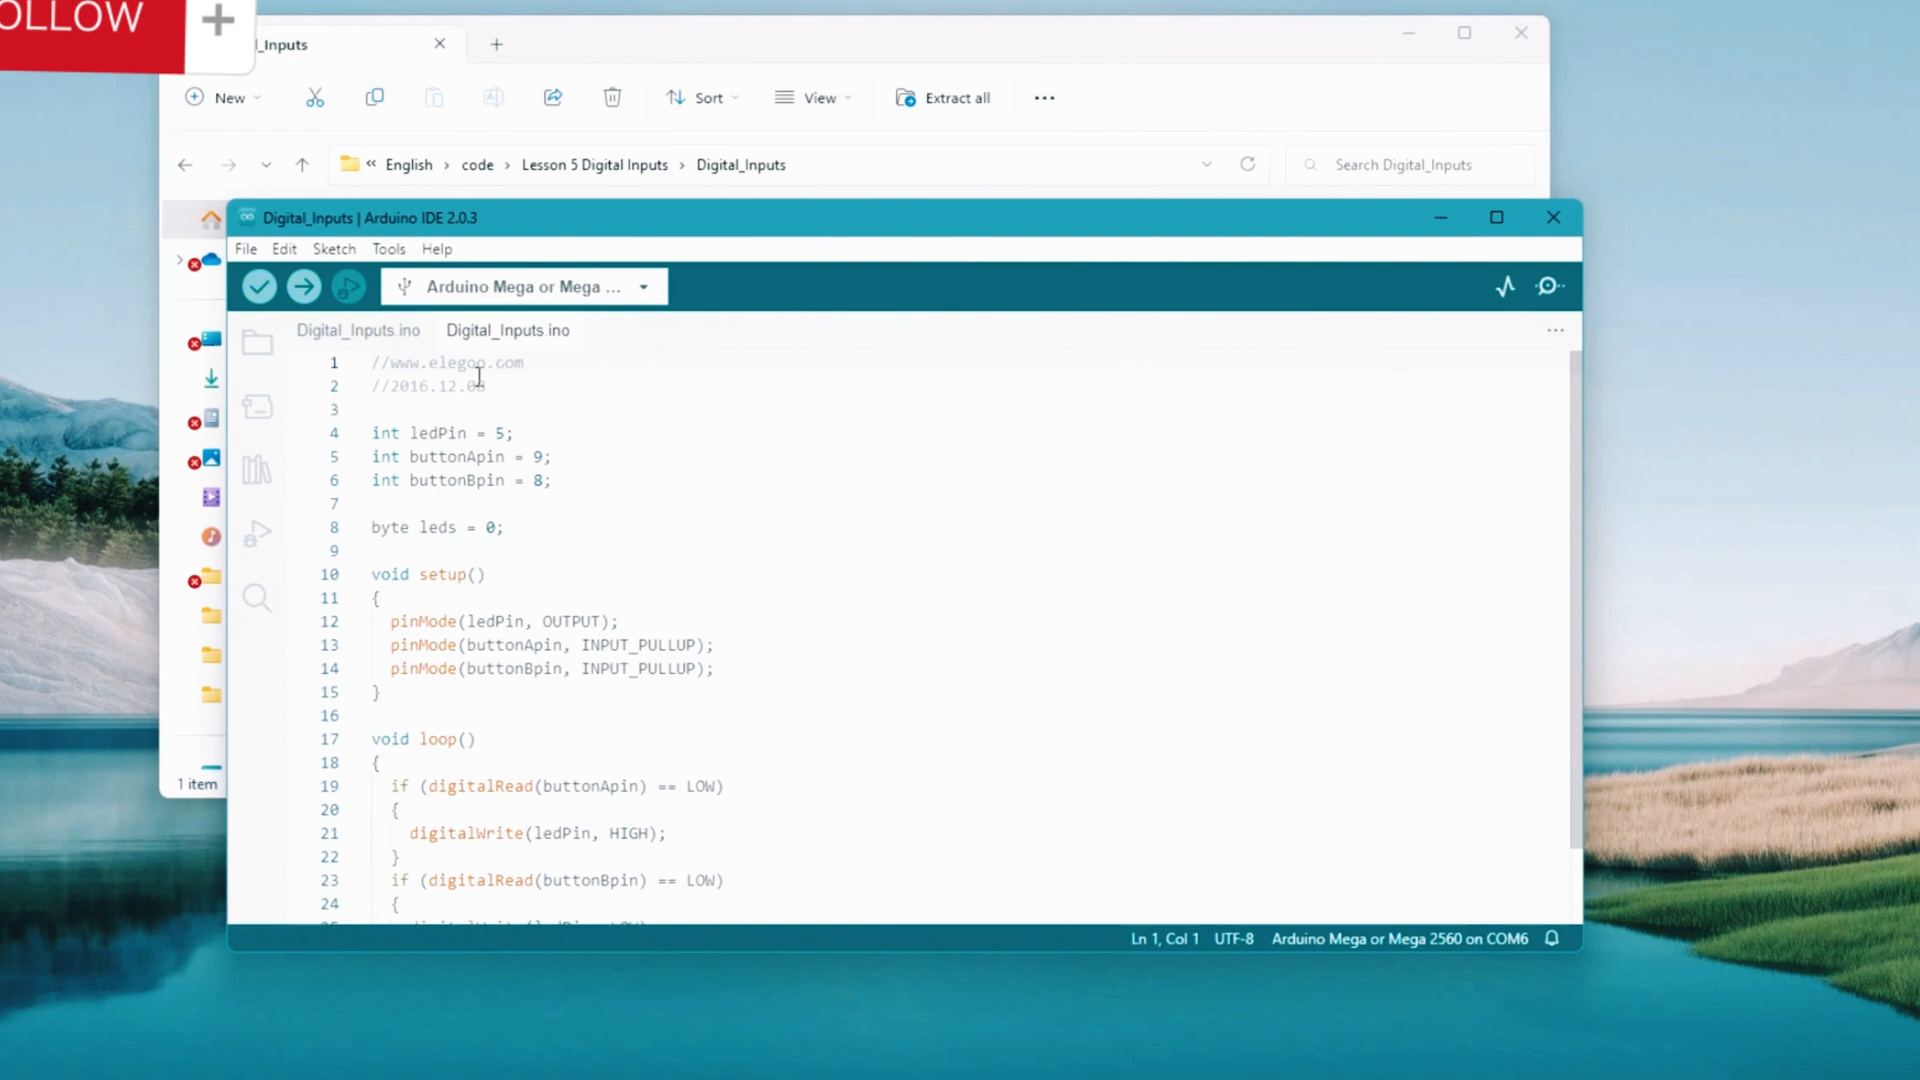 OLLOW
l_Inputs
New
Sort
View
Extract all
English
code
Lesson 5 Digital Inputs
Digital_Inputs
Search Digital_Inputs
Digital_Inputs | Arduino IDE 2.0.3
File Edit Sketch Tools Help
Arduino Mega or Mega ...
Digital_Inputs.ino
Digital_Inputs.ino
1 //www.elegoo.com
2 //2016.12.08
3
4 int ledPin = 5;
5 int buttonApin = 9;
6 int buttonBpin = 8;
7
8 byte leds = 0;
9
10 void setup()
11 {
12 pinMode(ledPin, OUTPUT);
13 pinMode(buttonApin, INPUT_PULLUP);
14 pinMode(buttonBpin, INPUT_PULLUP);
15 }
16
17 void loop()
18 {
19 if (digitalRead(buttonApin) == LOW)
20 {
21 digitalWrite(ledPin, HIGH);
22 }
23 if (digitalRead(buttonBpin) == LOW)
24 {
1 item
Ln 1, Col 1 UTF-8 Arduino Mega or Mega 2560 on COM6